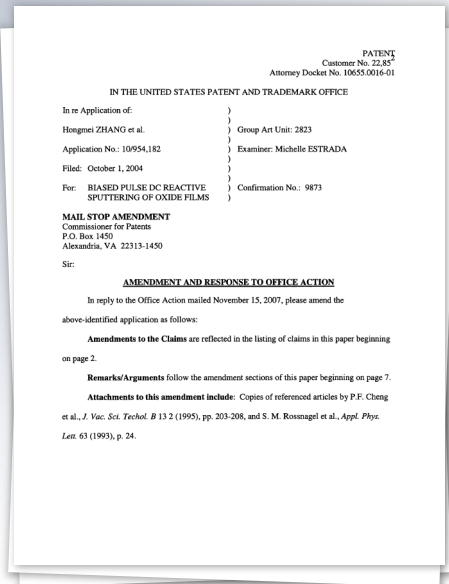 PATENT
Customer No. 22,852
Attorney Docket No. 10655.0016-01
IN THE UNITED STATES PATENT AND TRADEMARK OFFICE
In re Application of: )
)
Hongmei ZHANG et al. ) Group Art Unit: 2823
)
Application No.: 10/954,182 ) Examiner: Michelle ESTRADA
)
Filed: October 1, 2004 )
)
For: BIASED PULSE DC REACTIVE ) Confirmation No.: 9873
SPUTTERING OF OXIDE FILMS )
MAIL STOP AMENDMENT
Commissioner for Patents
P.O. Box 1450
Alexandria, VA 22313-1450
Sir:
AMENDMENT AND RESPONSE TO OFFICE ACTION
In reply to the Office Action mailed November 15, 2007, please amend the
above-identified application as follows:
Amendments to the Claims are reflected in the listing of claims in this paper beginning
on page 2.
Remarks/Arguments follow the amendment sections of this paper beginning on page 7.
Attachments to this amendment include: Copies of referenced articles by P.F. Cheng
et al., J. Vac. Sci. Techol. B 13 2 (1995), pp. 203-208, and S. M. Rossnagel et al., Appl. Phys.
Lett. 63 (1993), p. 24.